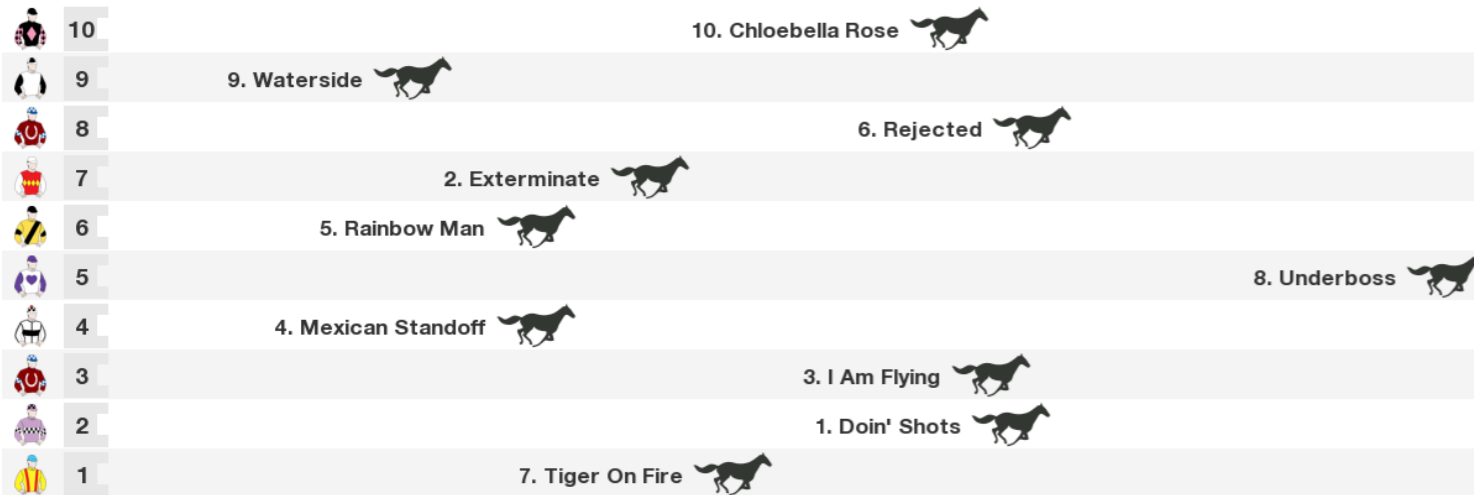 10 10. Chloebella Rose
9 9. Waterside
8 6. Rejected
7 2. Exterminate
6 5. Rainbow Man
5 8. Underboss
4 4. Mexican Standoff
3 3. I Am Flying
2 1. Doin' Shots
1 7. Tiger On Fire